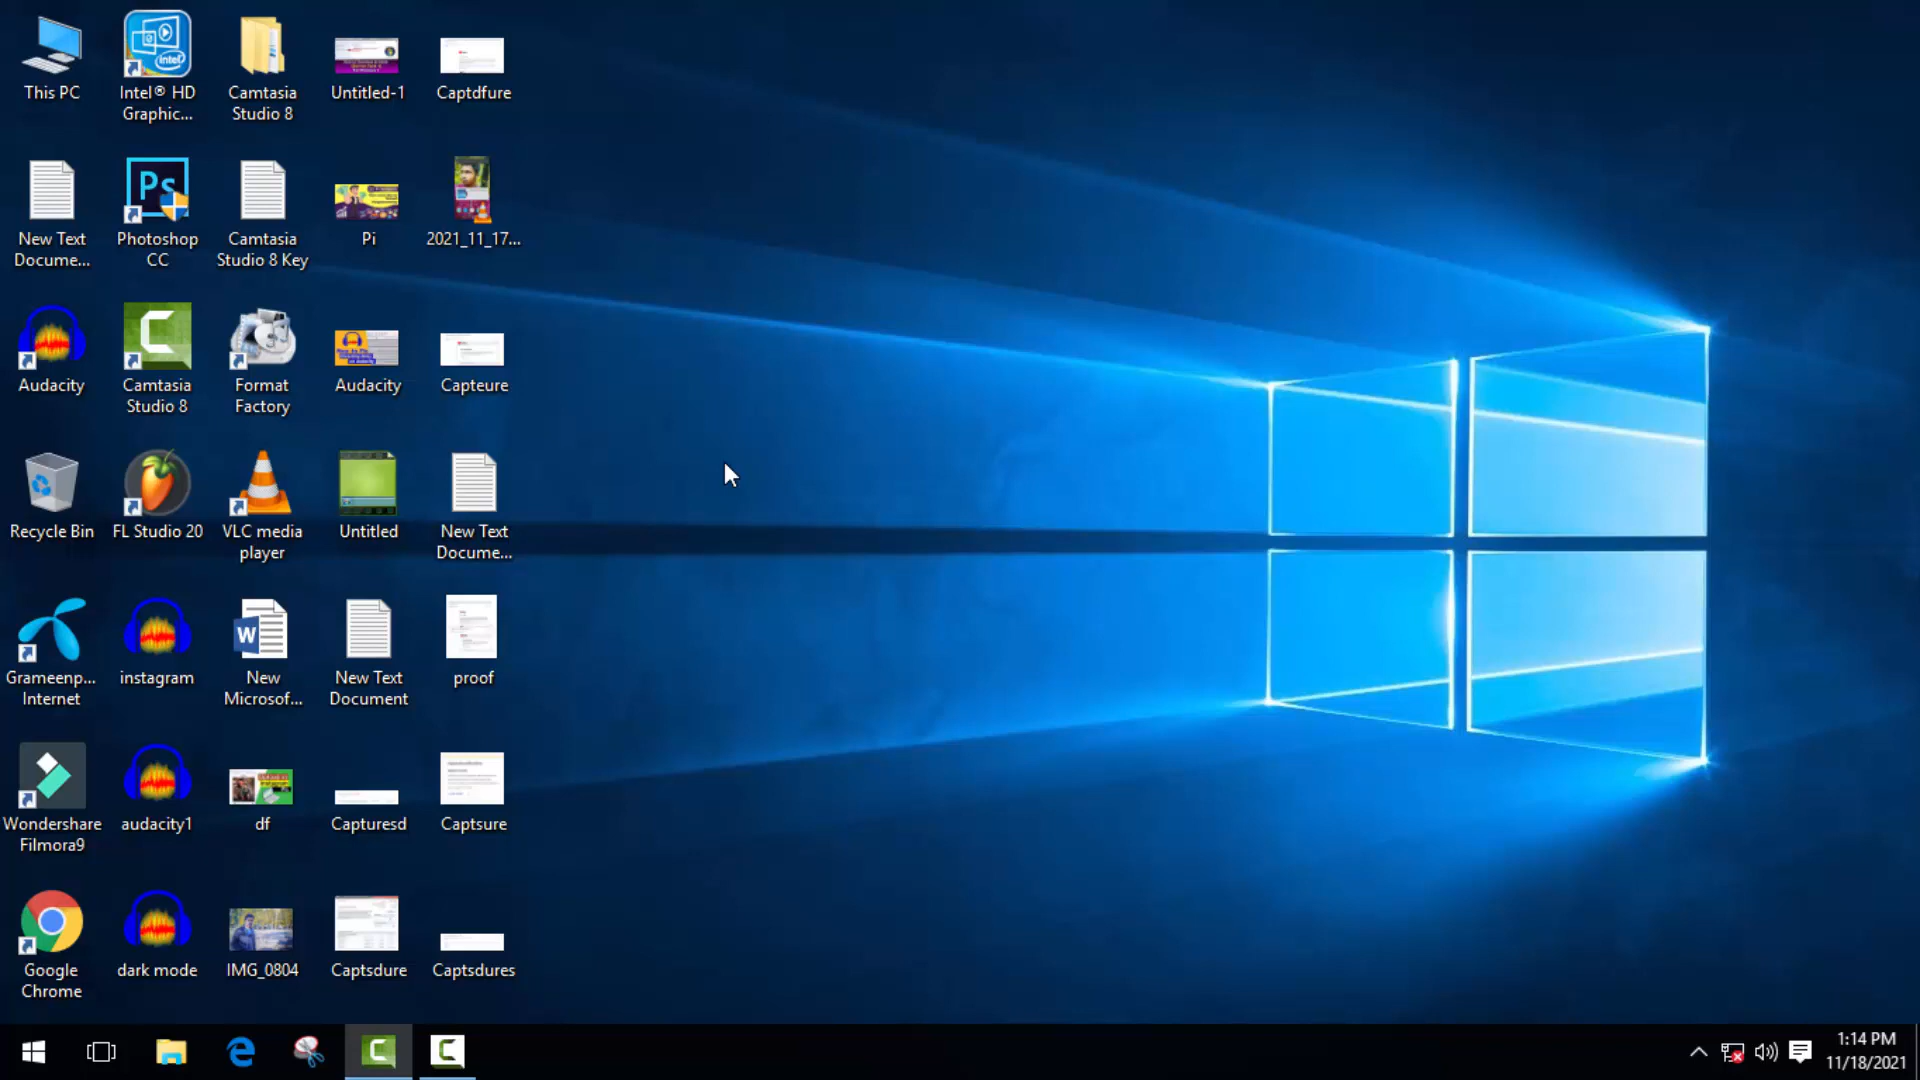 This PC
Intel® HD
Graphic...
Camtasia
Studio 8
Untitled-1
Captdfure
New Text
Docume...
Photoshop
CC
Camtasia
Studio 8 Key
Pi
2021_11_17...
Audacity
Camtasia
Studio 8
Format
Factory
Audacity
Capteure
Recycle Bin
FL Studio 20
VLC media
player
Untitled
New Text
Docume...
Grameenp...
Internet
instagram
New
Microsof...
New Text
Document
proof
Wondershare
Filmora9
audacity1
df
Capturesd
Captsure
Google
Chrome
dark mode
IMG_0804
Captsdure
Captsdures
1:14 PM
11/18/2021